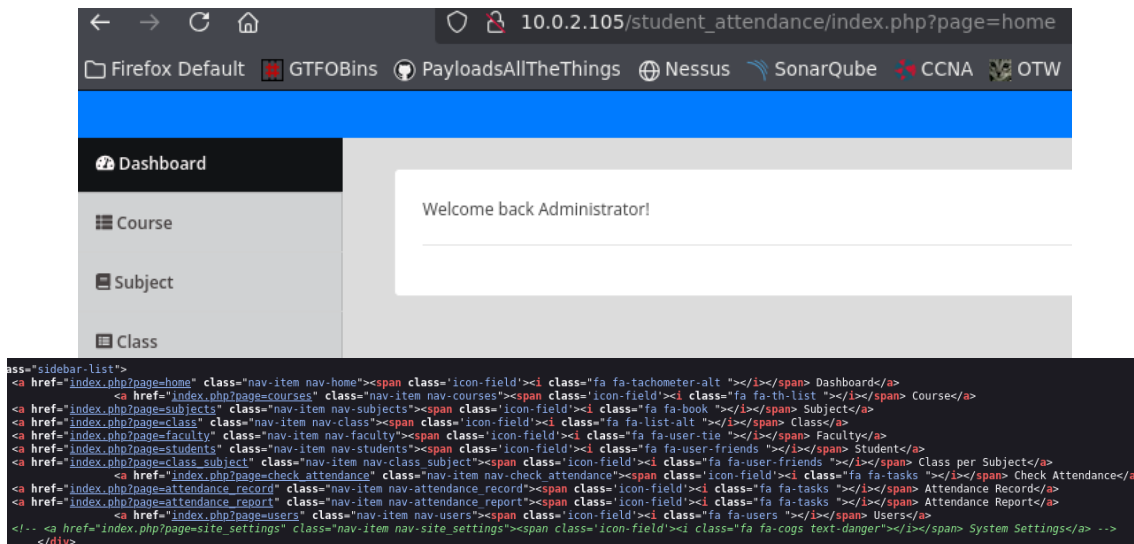 10.0.2.105/student_attendance/index.php?page=home
Firefox Default GTFOBins PayloadsAllTheThings Nessus SonarQube CCNA OTW
Dashboard
Welcome back Administrator!
Course
Subject
Class
ass="sidebar-list">
<a href="index.php?page=home" class="nav-item nav-home"><span class='icon-field'><i class="fa fa-tachometer-alt "></i></span> Dashboard</a>
<a href="index.php?page=courses" class="nav-item nav-courses"><span class='icon-field'><i class="fa fa-th-list "></i></span> Course</a>
<a href="index.php?page=subjects" class="nav-item nav-subjects"><span class='icon-field'><i class="fa fa-book "></i></span> Subject</a>
<a href="index.php?page=class" class="nav-item nav-class"><span class='icon-field'><i class="fa fa-list-alt "></i></span> Class</a>
<a href="index.php?page=faculty" class="nav-item nav-faculty"><span class='icon-field'><i class="fa fa-user-tie "></i></span> Faculty</a>
<a href="index.php?page=students" class="nav-item nav-students"><span class='icon-field'><i class="fa fa-user-friends "></i></span> Student</a>
<a href="index.php?page=class_subject" class="nav-item nav-class_subject"><span class='icon-field'><i class="fa fa-user-friends "></i></span> Class per Subject</a>
<a href="index.php?page=check_attendance" class="nav-item nav-check_attendance"><span class='icon-field'><i class="fa fa-tasks "></i></span> Check Attendance</a
<a href="index.php?page=attendance_record" class="nav-item nav-attendance_record"><span class='icon-field'><i class="fa fa-tasks "></i></span> Attendance Record</a>
<a href="index.php?page=attendance_report" class="nav-item nav-attendance_report"><span class='icon-field'><i class="fa fa-tasks "></i></span> Attendance Report</a>
<a href="index.php?page=users" class="nav-item nav-users"><span class='icon-field'><i class="fa fa-users "></i></span> Users</a>
<!-- <a href="index.php?page=site_settings" class="nav-item nav-site_settings"><span class='icon-field'><i class="fa fa-cogs text-danger"></i></span> System Settings</a> -->
</div>